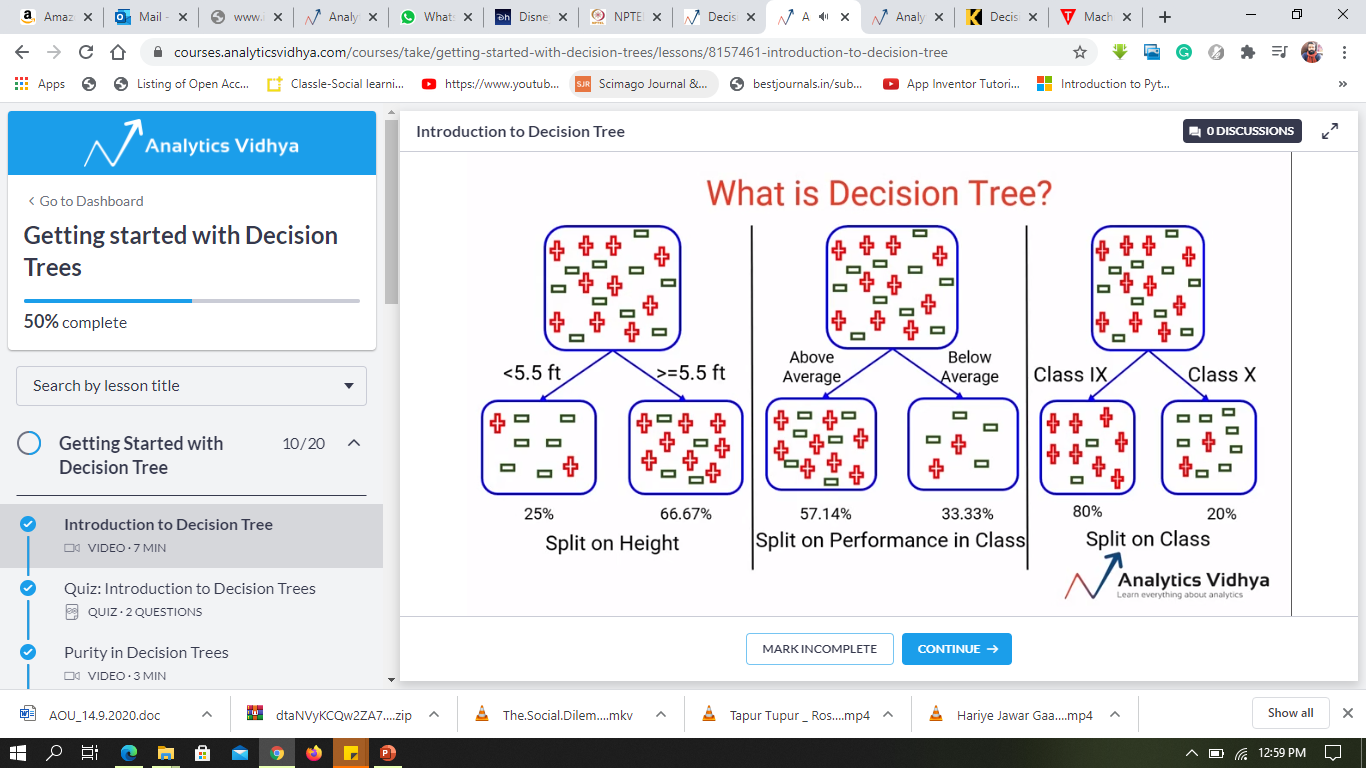 Amaz
Mail -
www.
Analy
Whats
Disne
NPTE
Decis
A
Analy
Decis
Mach
courses.analyticsvidhya.com/courses/take/getting-started-with-decision-trees/lessons/8157461-introduction-to-decision-tree
Apps
Listing of Open Acc...
Classle-Social learni...
https://www.youtub...
SJR
Scimago Journal &...
bestjournals.in/sub...
App Inventor Tutori...
Introduction to Pyt...
»
Analytics Vidhya
< Go to Dashboard
Getting started with Decision
Trees
50% complete
Search by lesson title
Getting Started with
Decision Tree
10/20
Introduction to Decision Tree
VIDEO · 7 MIN
Quiz: Introduction to Decision Trees
QUIZ · 2 QUESTIONS
Purity in Decision Trees
VIDEO · 3 MIN
Introduction to Decision Tree
0 DISCUSSIONS
What is Decision Tree?
<5.5 ft
>=5.5 ft
25%
66.67%
Split on Height
Above
Average
Below
Average
57.14%
33.33%
Split on Performance in Class
Class IX
Class X
80%
20%
Split on Class
Analytics Vidhya
Learn everything about analytics
MARK INCOMPLETE
CONTINUE →
AOU_14.9.2020.doc
dtaNVyKCQw2ZA7....zip
The.Social.Dilem....mkv
Tapur Tupur _ Ros....mp4
Hariye Jawar Gaa....mp4
Show all
12:59 PM